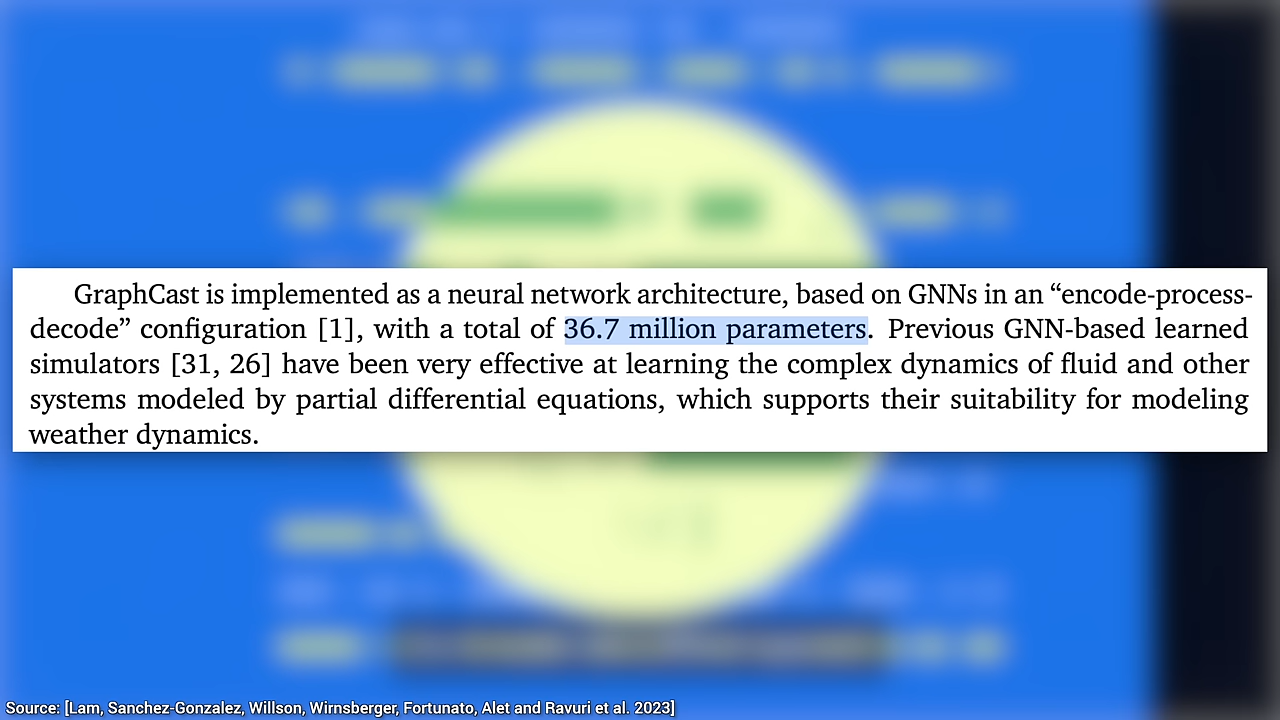 GraphCast is implemented as a neural network architecture, based on GNNs in an “encode-process-
decode” configuration [1], with a total of 36.7 million parameters. Previous GNN-based learned
simulators [31, 26] have been very effective at learning the complex dynamics of fluid and other
systems modeled by partial differential equations, which supports their suitability for modeling
weather dynamics.
Source: [Lam, Sanchez-Gonzalez, Willson, Wirnsberger, Fortunato, Alet and Ravuri et al. 2023]